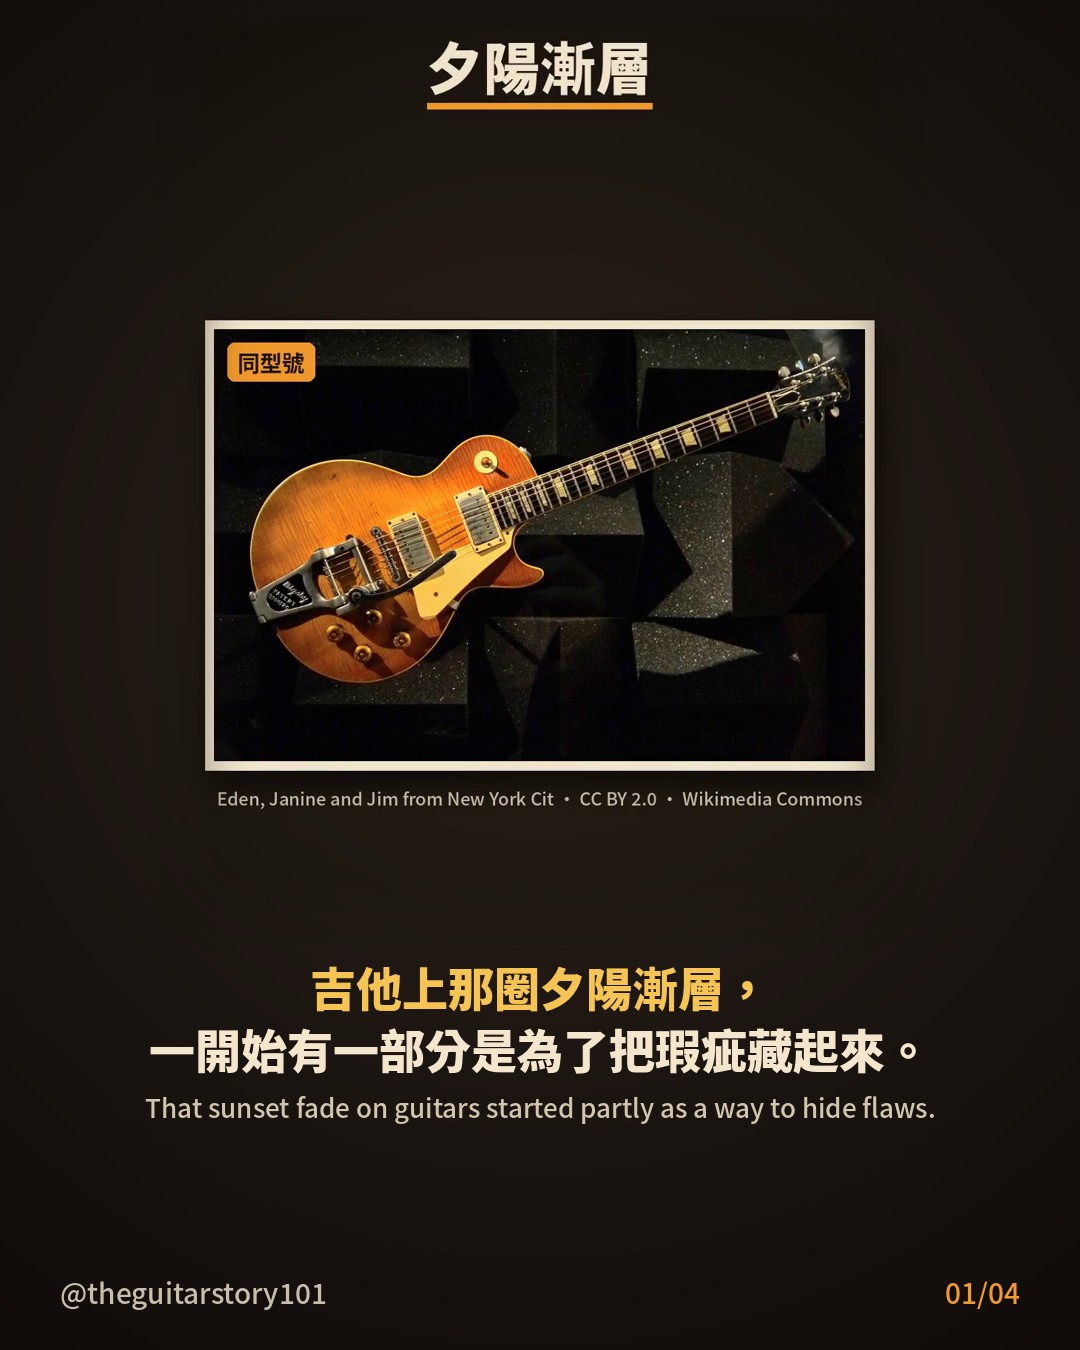 夕陽漸層
同型號
Eden, Janine and Jim from New York Cit • CC BY 2.0 • Wikimedia Commons
吉他上那圈夕陽漸層，
一開始有一部分是為了把瑕疵藏起來。
That sunset fade on guitars started partly as a way to hide flaws.
@theguitarstory101
01/04